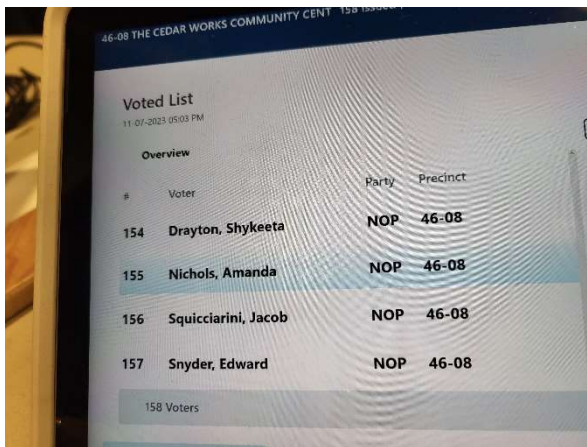 46-08 THE CEDAR WORKS COMMUNITY CENT 158 Issued
Voted List
11-07-2023 05:03 PM
Overview
# Voter Party Precinct
154 Drayton, Shykeeta NOP 46-08
155 Nichols, Amanda NOP 46-08
156 Squicciarini, Jacob NOP 46-08
157 Snyder, Edward NOP 46-08
158 Voters